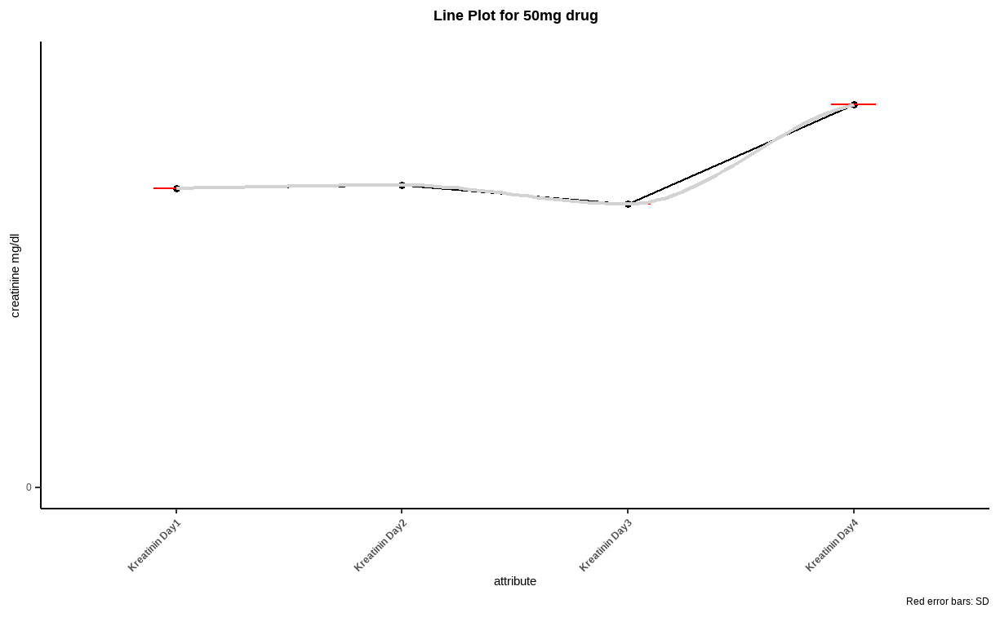 Line Plot for 50mg drug
creatinine mg/dl
0
Kreatinin Day1
Kreatinin Day2
Kreatinin Day3
Kreatinin Day4
attribute
Red error bars: SD